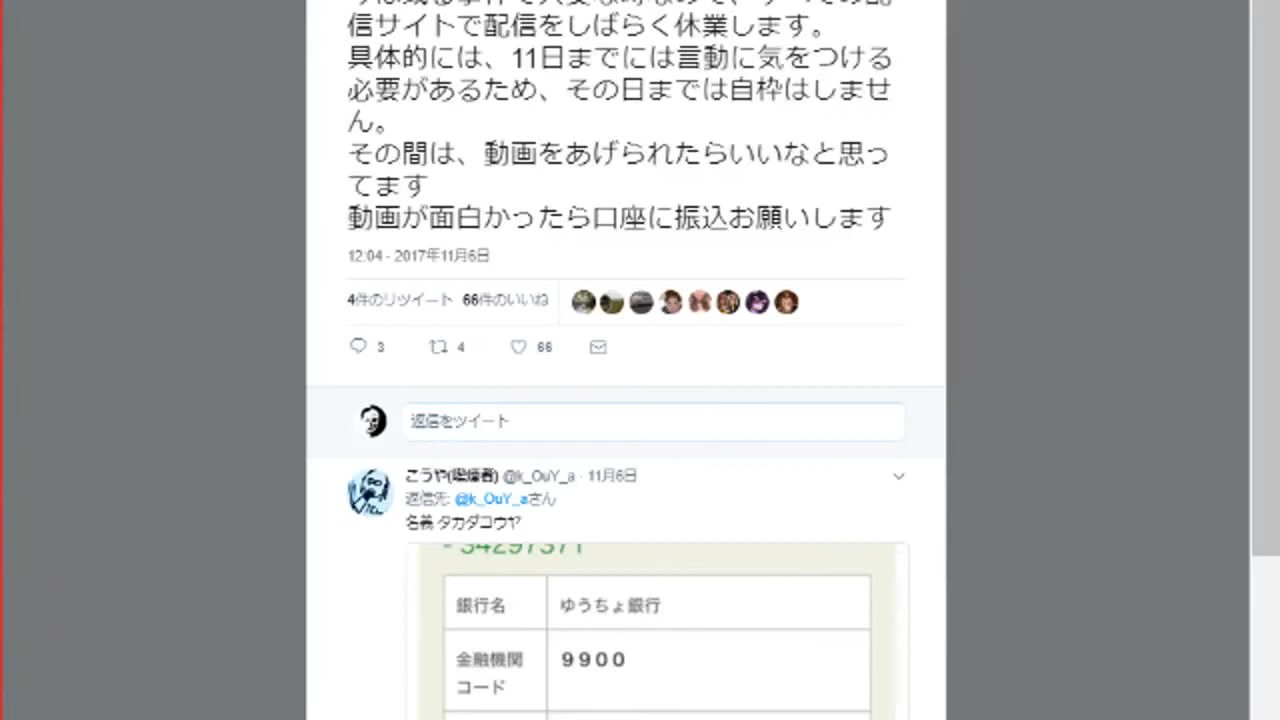 信サイトで配信をしばらく休業します。
具体的には、11日までには言動に気をつける
必要があるため、その日までは自枠はしませ
ん。
その間は、動画をあげられたらいいなと思っ
てます
動画が面白かったら口座に振込お願いします
12:04 - 2017年11月6日
4件のリツイート 66件のいいね
3 4 66
返信をツイート
こうや(喫煙者) @k_OuY_a · 11月6日
返信先: @k_OuY_aさん
名義 タカダコウヤ
- 34297371
銀行名 ゆうちょ銀行
金融機関 9900
コード